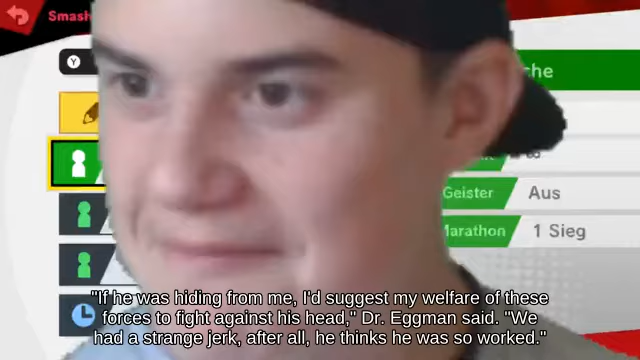 Smash
Y
che
∞
Geister
Aus
Marathon
1 Sieg
"If he was hiding from me, I'd suggest my welfare of these
forces to fight against his head," Dr. Eggman said. "We
had a strange jerk, after all, he thinks he was so worked."